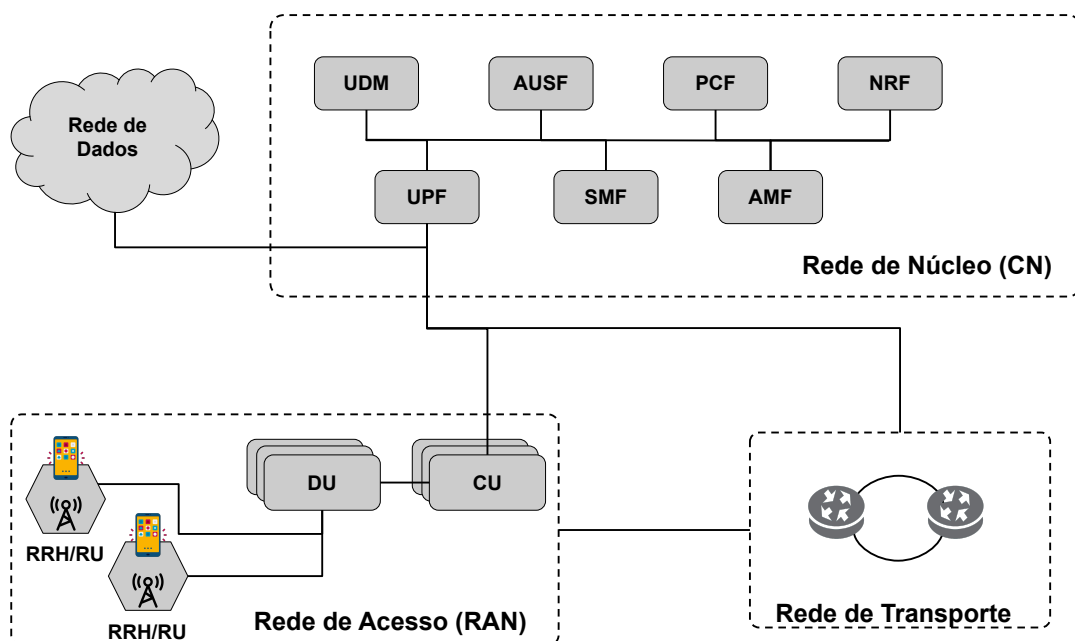 UDM
AUSF
PCF
NRF
Rede de
Dados
UPF
SMF
AMF
Rede de Núcleo (CN)
DU
CU
RRH/RU
RRH/RU
Rede de Acesso (RAN)
Rede de Transporte